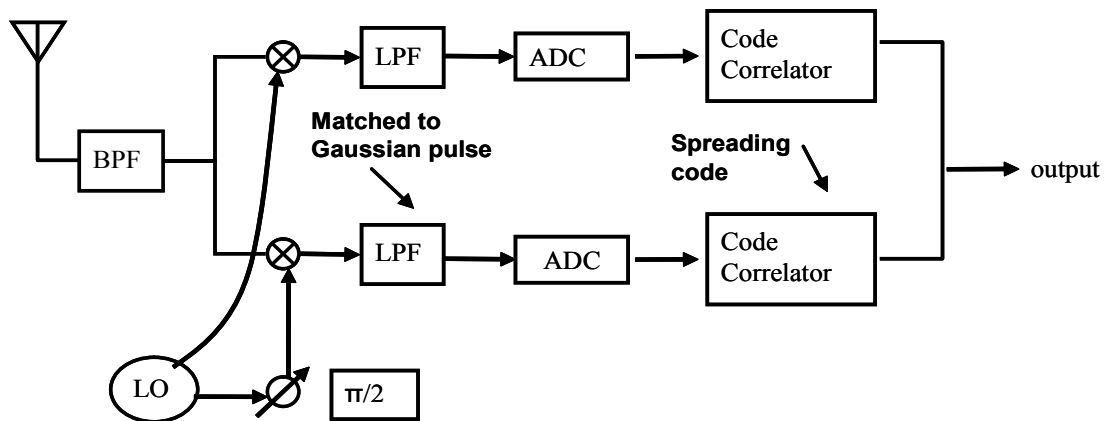 LPF
ADC
Code
Correlator
Matched to
Gaussian pulse
Spreading
code
BPF
output
LPF
ADC
Code
Correlator
LO
π/2